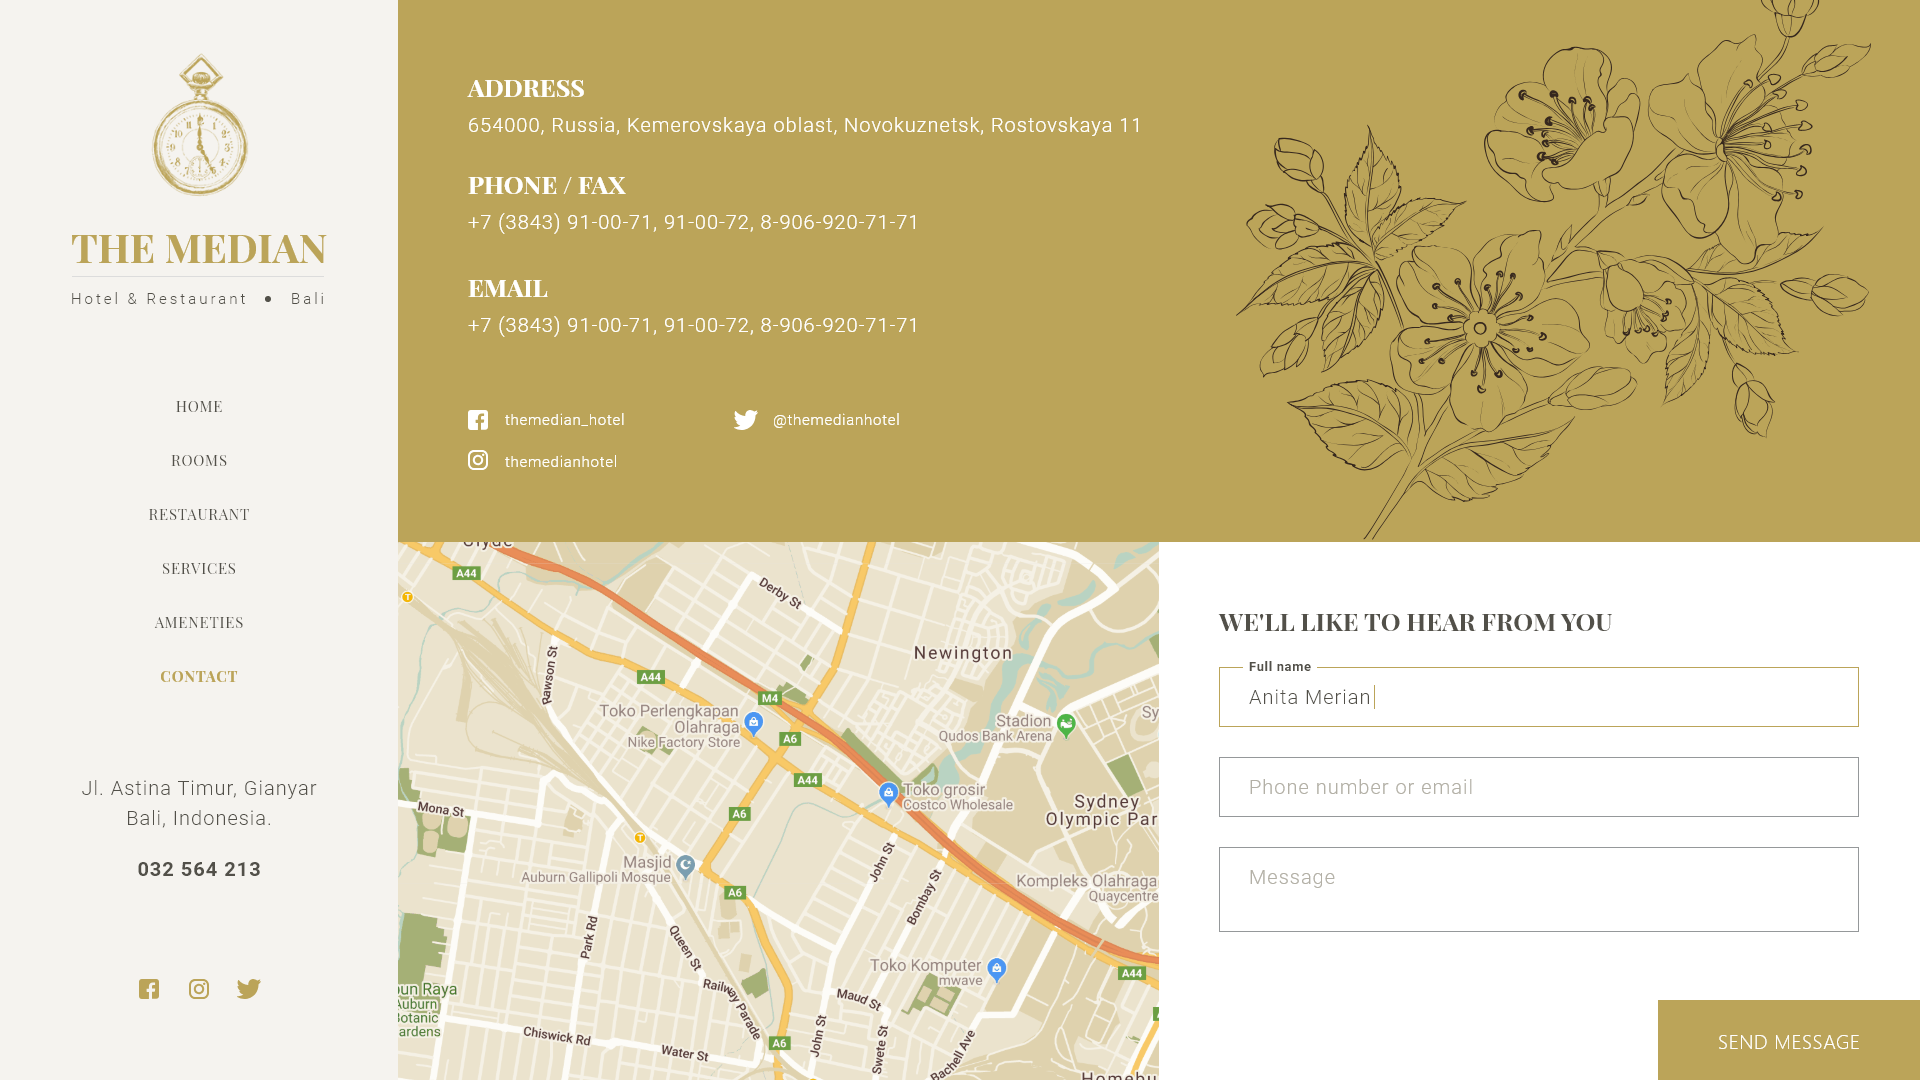 THE MEDIAN
Hotel & Restaurant • Bali
HOME
ROOMS
RESTAURANT
SERVICES
AMENETIES
CONTACT
Jl. Astina Timur, Gianyar
Bali, Indonesia.
032 564 213
ADDRESS
654000, Russia, Kemerovskaya oblast, Novokuznetsk, Rostovskaya 11
PHONE / FAX
+7 (3843) 91-00-71, 91-00-72, 8-906-920-71-71
EMAIL
+7 (3843) 91-00-71, 91-00-72, 8-906-920-71-71
themedian_hotel
@themedianhotel
themedianhotel
Clyde
A44
Derby St
Newington
Rawson St
A44
M4
Toko Perlengkapan
Olahraga
Nike Factory Store
A6
Stadion
Qudos Bank Arena
Sy
A44
Toko grosir
Costco Wholesale
Mona St
A6
Sydney
Olympic Par
Masjid
Auburn Gallipoli Mosque
A6
John St
Bombay St
Kompleks Olahraga
Quaycentre
Park Rd
Queen St
Toko Komputer
mwave
A44
Railway Parade
Maud St
Auburn
Botanic
Gardens
Chiswick Rd
Water St
A6
John St
Swete St
Bachell Ave
Homebu
WE'LL LIKE TO HEAR FROM YOU
Full name
Anita Merian
Phone number or email
Message
SEND MESSAGE